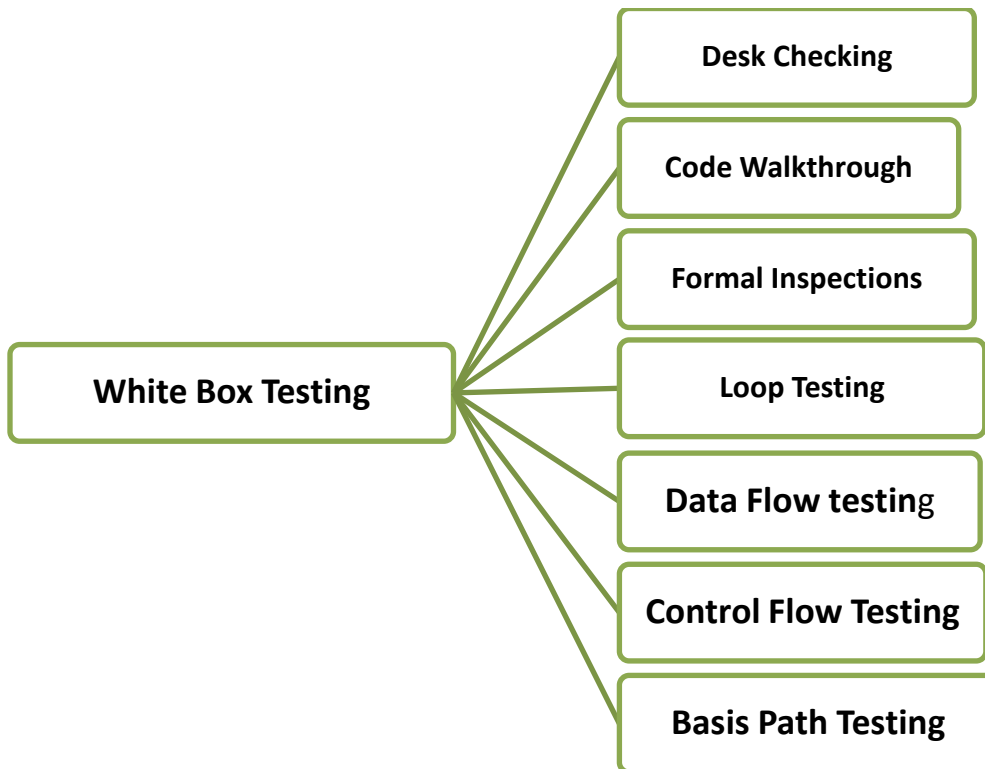 Desk Checking
Code Walkthrough
Formal Inspections
White Box Testing
Loop Testing
Data Flow testing
Control Flow Testing
Basis Path Testing